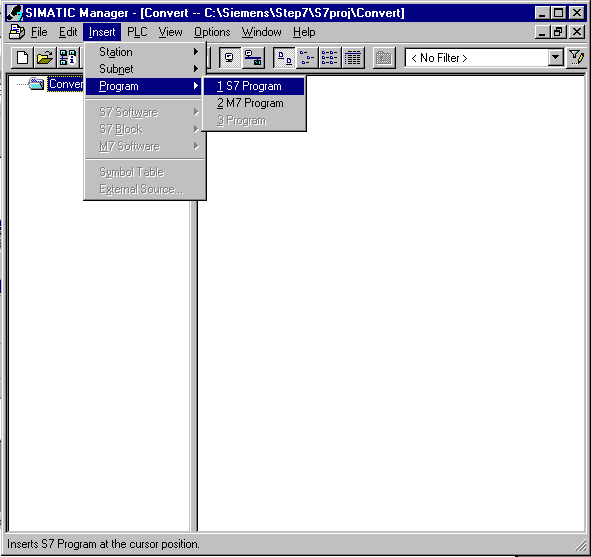 SIMATIC Manager - [Convert -- C:\Siemens\Step7\S7proj\Convert]
File Edit Insert PLC View Options Window Help
< No Filter>
Station
Subnet
Program
S7 Software
S7 Block
M7 Software
Symbol Table
External Source...
1 S7 Program
2 M7 Program
3 Program
Conver
Inserts S7 Program at the cursor position.